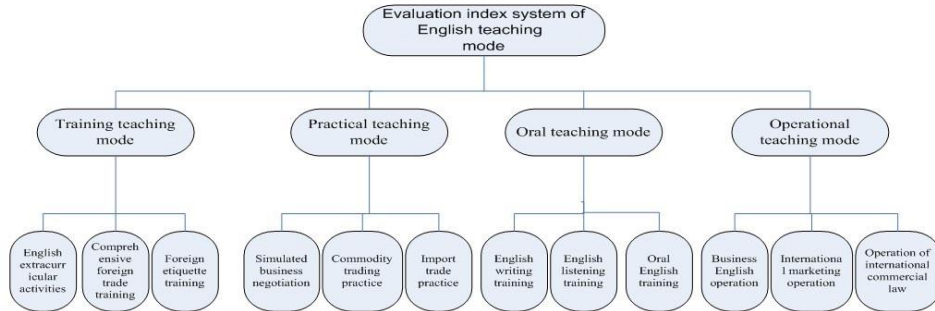 Evaluation index system of
English teaching
mode
Training teaching
mode
Practical teaching
mode
Oral teaching mode
Operational
teaching mode
English
extracurr
icular
activities
Compreh
ensive
foreign
trade
training
Foreign
etiquette
training
Simulated
business
negotiation
Commodity
trading
practice
Import
trade
practice
English
writing
training
English
listening
training
Oral
English
training
Business
English
operation
Internationa
l marketing
operation
Operation of
international
commercial
law